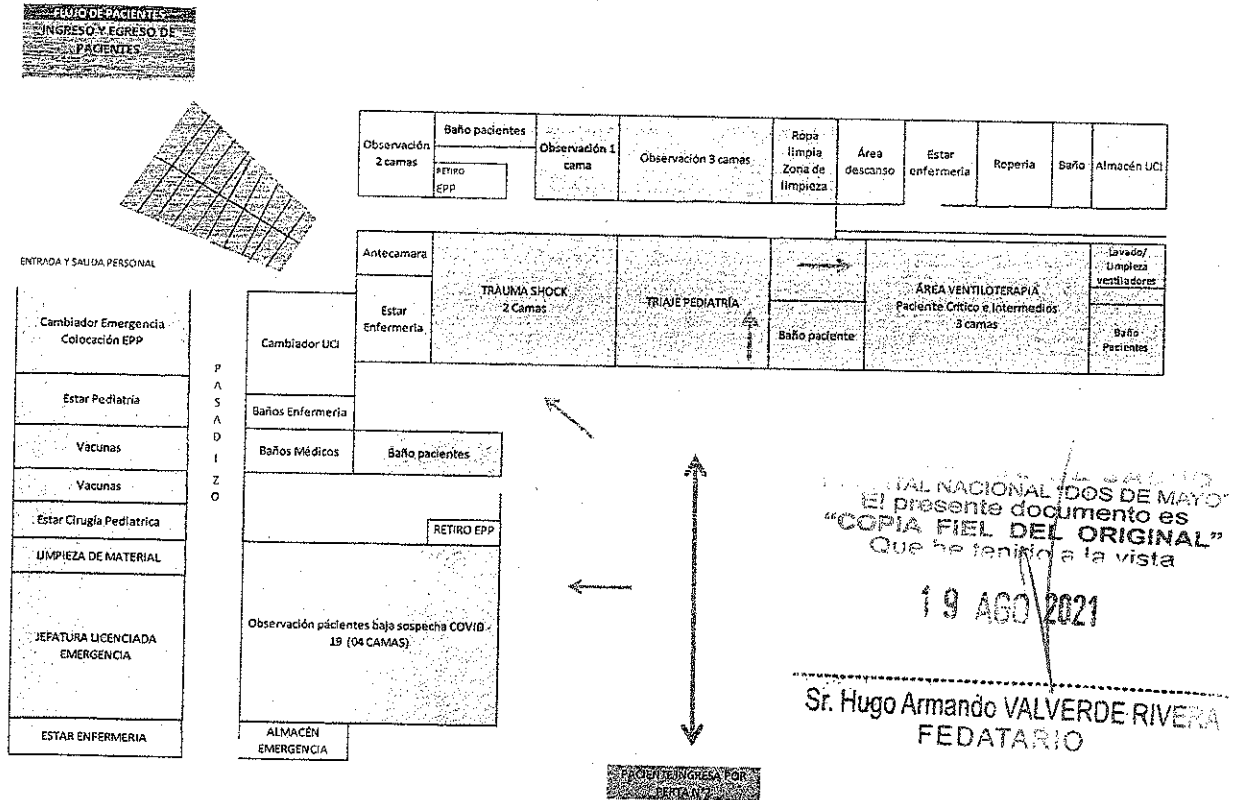 FLUJO DE PACIENTES
INGRESO Y EGRESO DE
PACIENTES
Observación
2 camas
Baño pacientes
RETIRO
EPP
Observación 1
cama
Observación 3 camas
Ropa
limpia
Zona de
limpieza
Área
descanso
Estar
enfermeria
Roperia
Baño
Almacén UCI
ENTRADA Y SALIDA PERSONAL
Antecamara
Estar
Enfermeria
TRAUMA SHOCK
2 Camas
TRIAJE PEDIATRÍA
Baño paciente
ÁREA VENTILOTERAPIA
Paciente Crítico e Intermedios
3 camas
Lavado/
Limpieza
ventiladores
Baño
Pacientes
Cambiador Emergencia
Colocación EPP
Estar Pediatria
Vacunas
Vacunas
Estar Cirugía Pediatrica
LIMPIEZA DE MATERIAL
JEFATURA LICENCIADA
EMERGENCIA
ESTAR ENFERMERIA
PASADIZO
Cambiador UCI
Baños Enfermeria
Baños Médicos
Baño pacientes
RETIRO EPP
Observación pacientes baja sospecha COVID -
19 (04 CAMAS)
ALMACÉN
EMERGENCIA
PACIENTE INGRESA POR
NACIONAL "DOS DE MAYO"
El presente documento es
“COPIA FIEL DEL ORIGINAL”
Que he tenido a la vista
19 AGO 2021
Sr. Hugo Armando VALVERDE RIVERA
FEDATARIO